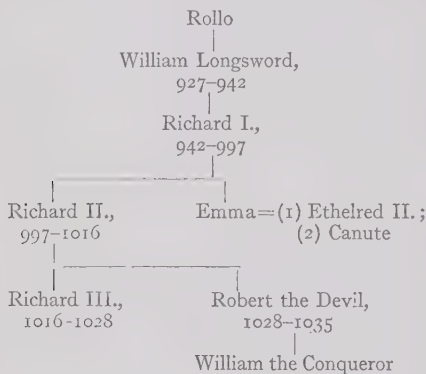 Rollo
William Longsword,
927–942
Richard I.,
942–997
Richard II., Emma=(1) Ethelred II.;
997–1016 (2) Canute
Richard III., Robert the Devil,
1016-1028 1028–1035
William the Conqueror